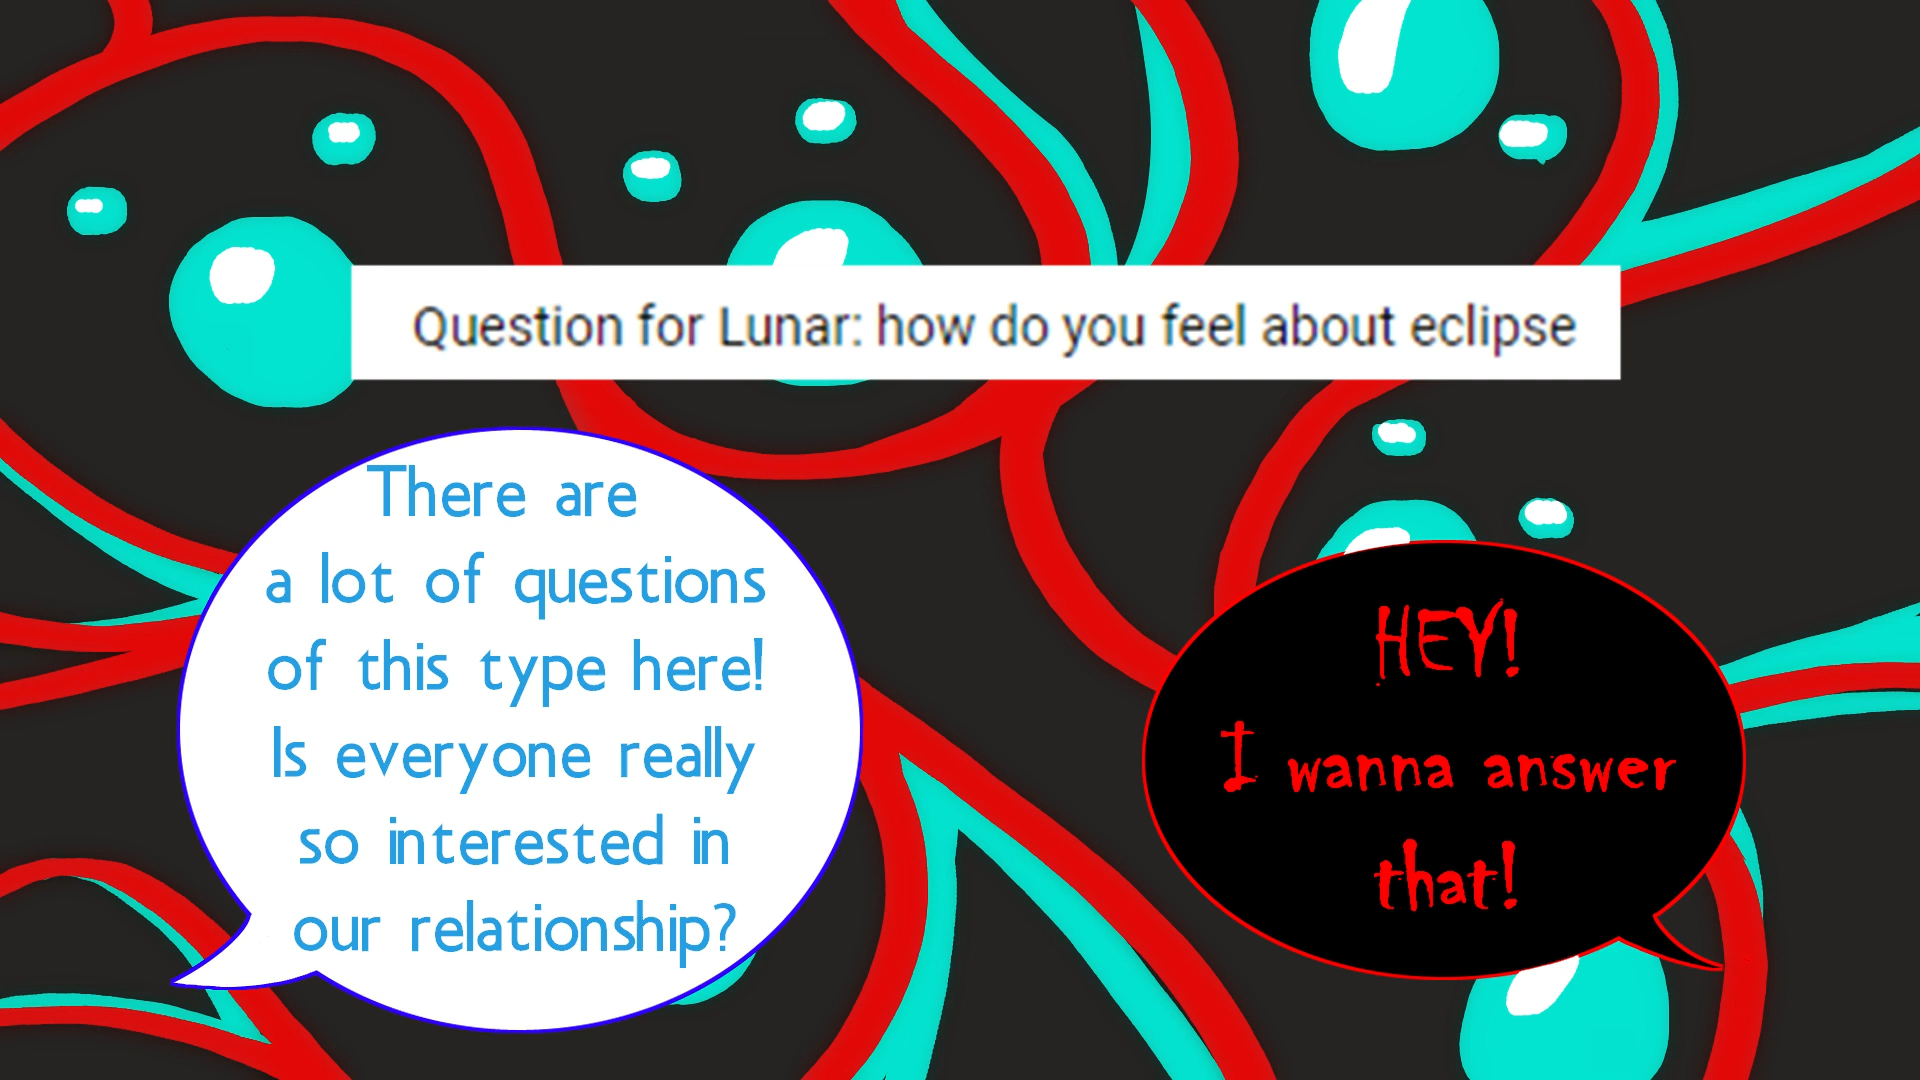 Question for Lunar: how do you feel about eclipse
There are
a lot of questions
of this type here!
Is everyone really
so interested in
our relationship?
HEY!
I wanna answer
that!